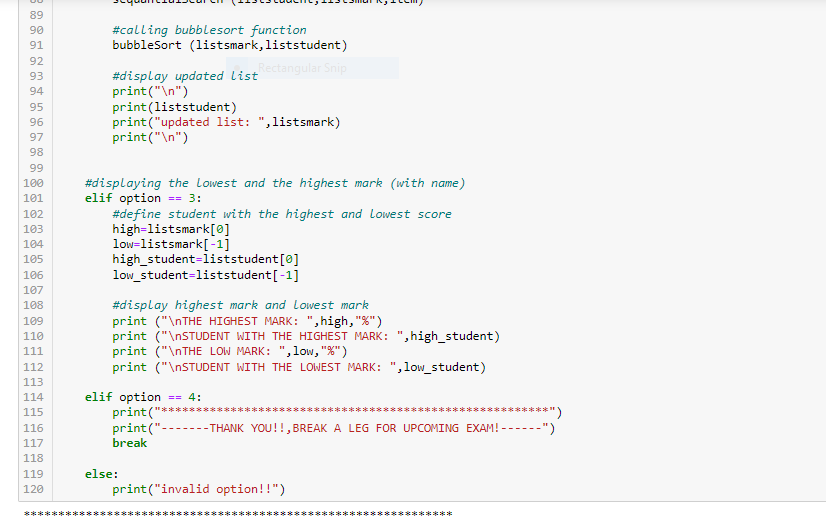 89
90 #calling bubblesort function
91 bubbleSort (listsmark,liststudent)
92
Rectangular Snip
93 #display updated list
94 print("\n")
95 print(liststudent)
96 print("updated list: ",listsmark)
97 print("\n")
98
99
100 #displaying the lowest and the highest mark (with name)
101 elif option == 3:
102 #define student with the highest and lowest score
103 high=listsmark[0]
104 low=listsmark[-1]
105 high_student=liststudent[0]
106 low_student=liststudent[-1]
107
108 #display highest mark and lowest mark
109 print ("\nTHE HIGHEST MARK: ",high,"%")
110 print ("\nSTUDENT WITH THE HIGHEST MARK: ",high_student)
111 print ("\nTHE LOW MARK: ",low,"%")
112 print ("\nSTUDENT WITH THE LOWEST MARK: ",low_student)
113
114 elif option == 4:
115 print("********************************************************")
116 print("-------THANK YOU!!,BREAK A LEG FOR UPCOMING EXAM!------")
117 break
118
119 else:
120 print("invalid option!!")
**************************************************************